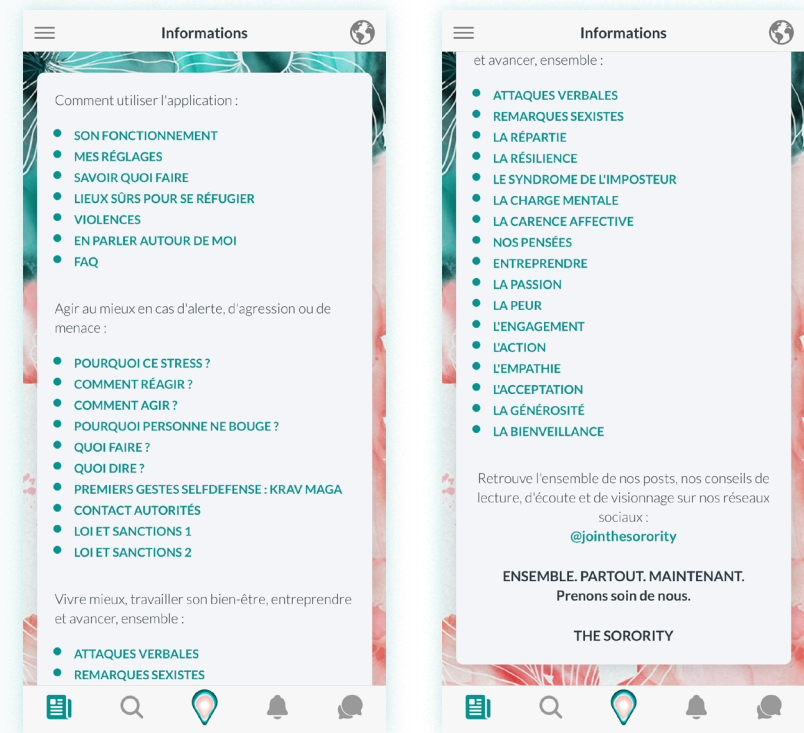 Informations
Comment utiliser l'application :
SON FONCTIONNEMENT
MES RÉGLAGES
SAVOIR QUOI FAIRE
LIEUX SÛRS POUR SE RÉFUGIER
VIOLENCES
EN PARLER AUTOUR DE MOI
FAQ
Agir au mieux en cas d'alerte, d'agression ou de
menace :
POURQUOI CE STRESS ?
COMMENT RÉAGIR ?
COMMENT AGIR ?
POURQUOI PERSONNE NE BOUGE ?
QUOI FAIRE ?
QUOI DIRE ?
PREMIERS GESTES SELFDEFENSE : KRAV MAGA
CONTACT AUTORITÉS
LOI ET SANCTIONS 1
LOI ET SANCTIONS 2
Vivre mieux, travailler son bien-être, entreprendre
et avancer, ensemble :
ATTAQUES VERBALES
REMARQUES SEXISTES
Informations
et avancer, ensemble :
ATTAQUES VERBALES
REMARQUES SEXISTES
LA RÉPARTIE
LA RÉSILIENCE
LE SYNDROME DE L'IMPOSTEUR
LA CHARGE MENTALE
LA CARENCE AFFECTIVE
NOS PENSÉES
ENTREPRENDRE
LA PASSION
LA PEUR
L'ENGAGEMENT
L'ACTION
L'EMPATHIE
L'ACCEPTATION
LA GÉNÉROSITÉ
LA BIENVEILLANCE
Retrouve l'ensemble de nos posts, nos conseils de
lecture, d'écoute et de visionnage sur nos réseaux
sociaux :
@jointhesorority
ENSEMBLE. PARTOUT. MAINTENANT.
Prenons soin de nous.
THE SORORITY